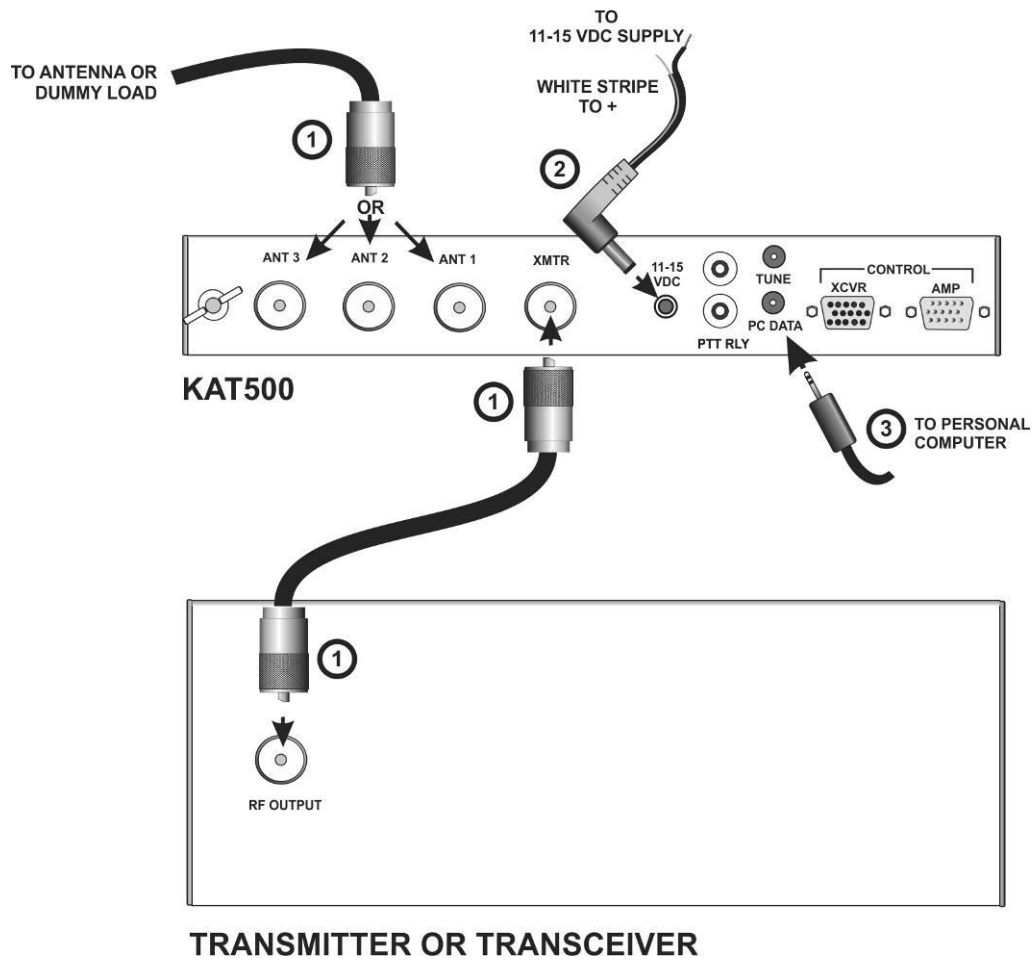 TO
11-15 VDC SUPPLY
TO ANTENNA OR
DUMMY LOAD
WHITE STRIPE
TO +
1
2
OR
ANT 3
ANT 2
ANT 1
XMTR
11-15
VDC
TUNE
PC DATA
PTT RLY
CONTROL
XCVR
AMP
KAT500
1
3
TO PERSONAL
COMPUTER
1
RF OUTPUT
TRANSMITTER OR TRANSCEIVER